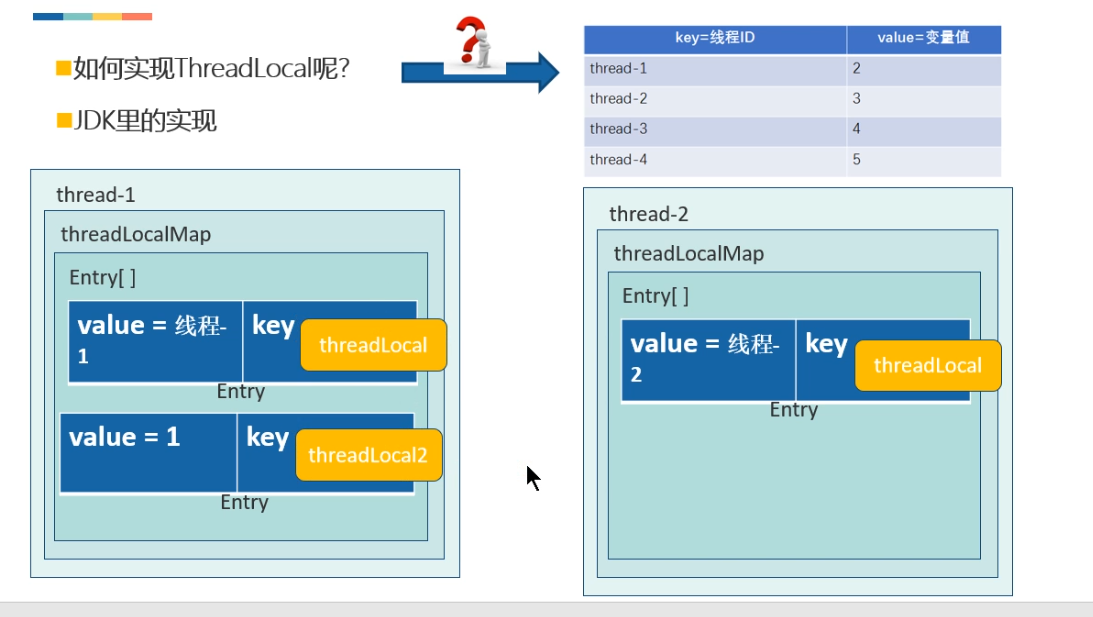 如何实现ThreadLocal呢?
JDK里的实现
key=线程ID value=变量值
thread-1 2
thread-2 3
thread-3 4
thread-4 5
thread-1
threadLocalMap
Entry[ ]
value = 线程-
1
key
threadLocal
Entry
value = 1
key
threadLocal2
Entry
thread-2
threadLocalMap
Entry[ ]
value = 线程-
2
key
threadLocal
Entry